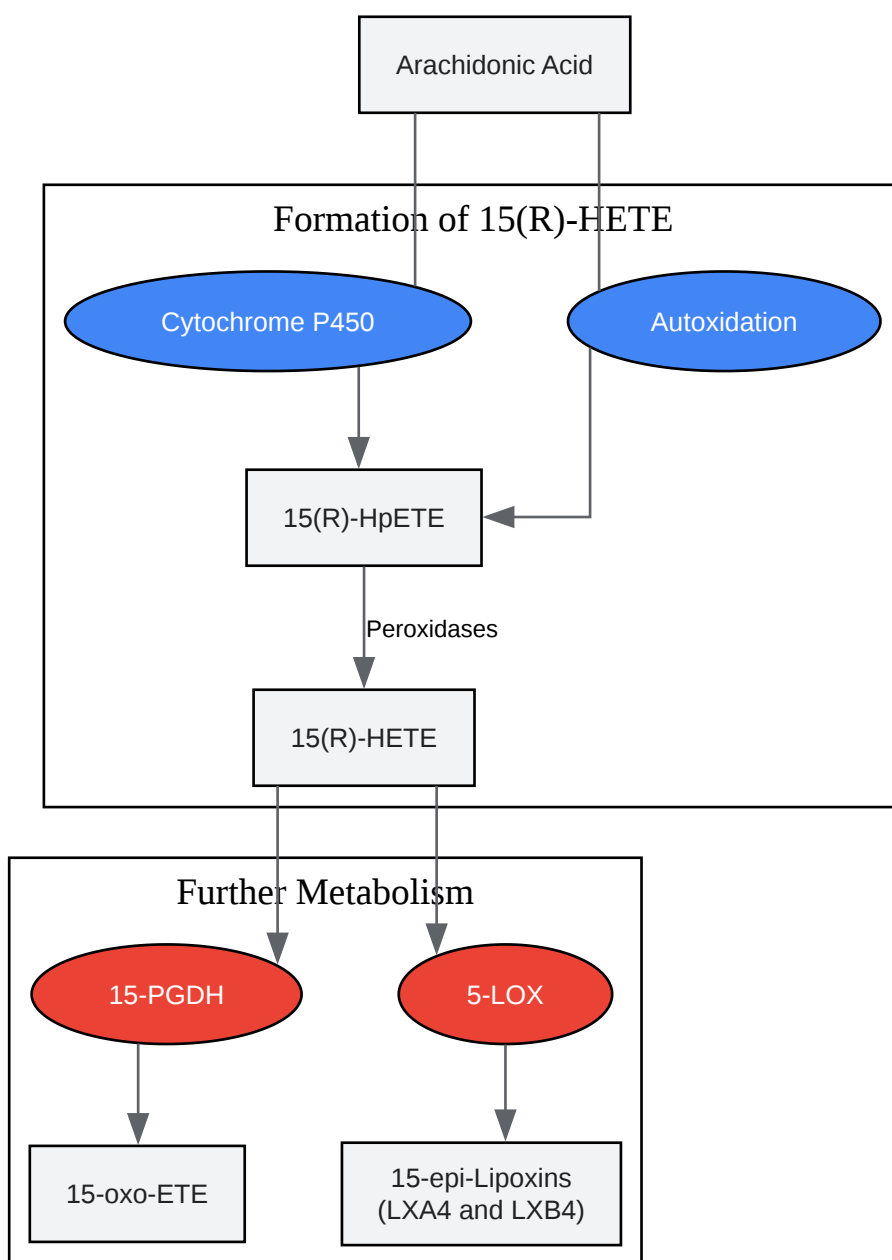 Arachidonic Acid
Formation of 15(R)-HETE
Cytochrome P450
Autoxidation
15(R)-HpETE
Peroxidases
15(R)-HETE
Further Metabolism
15-PGDH
5-LOX
15-oxo-ETE
15-epi-Lipoxins
(LXA4 and LXB4)